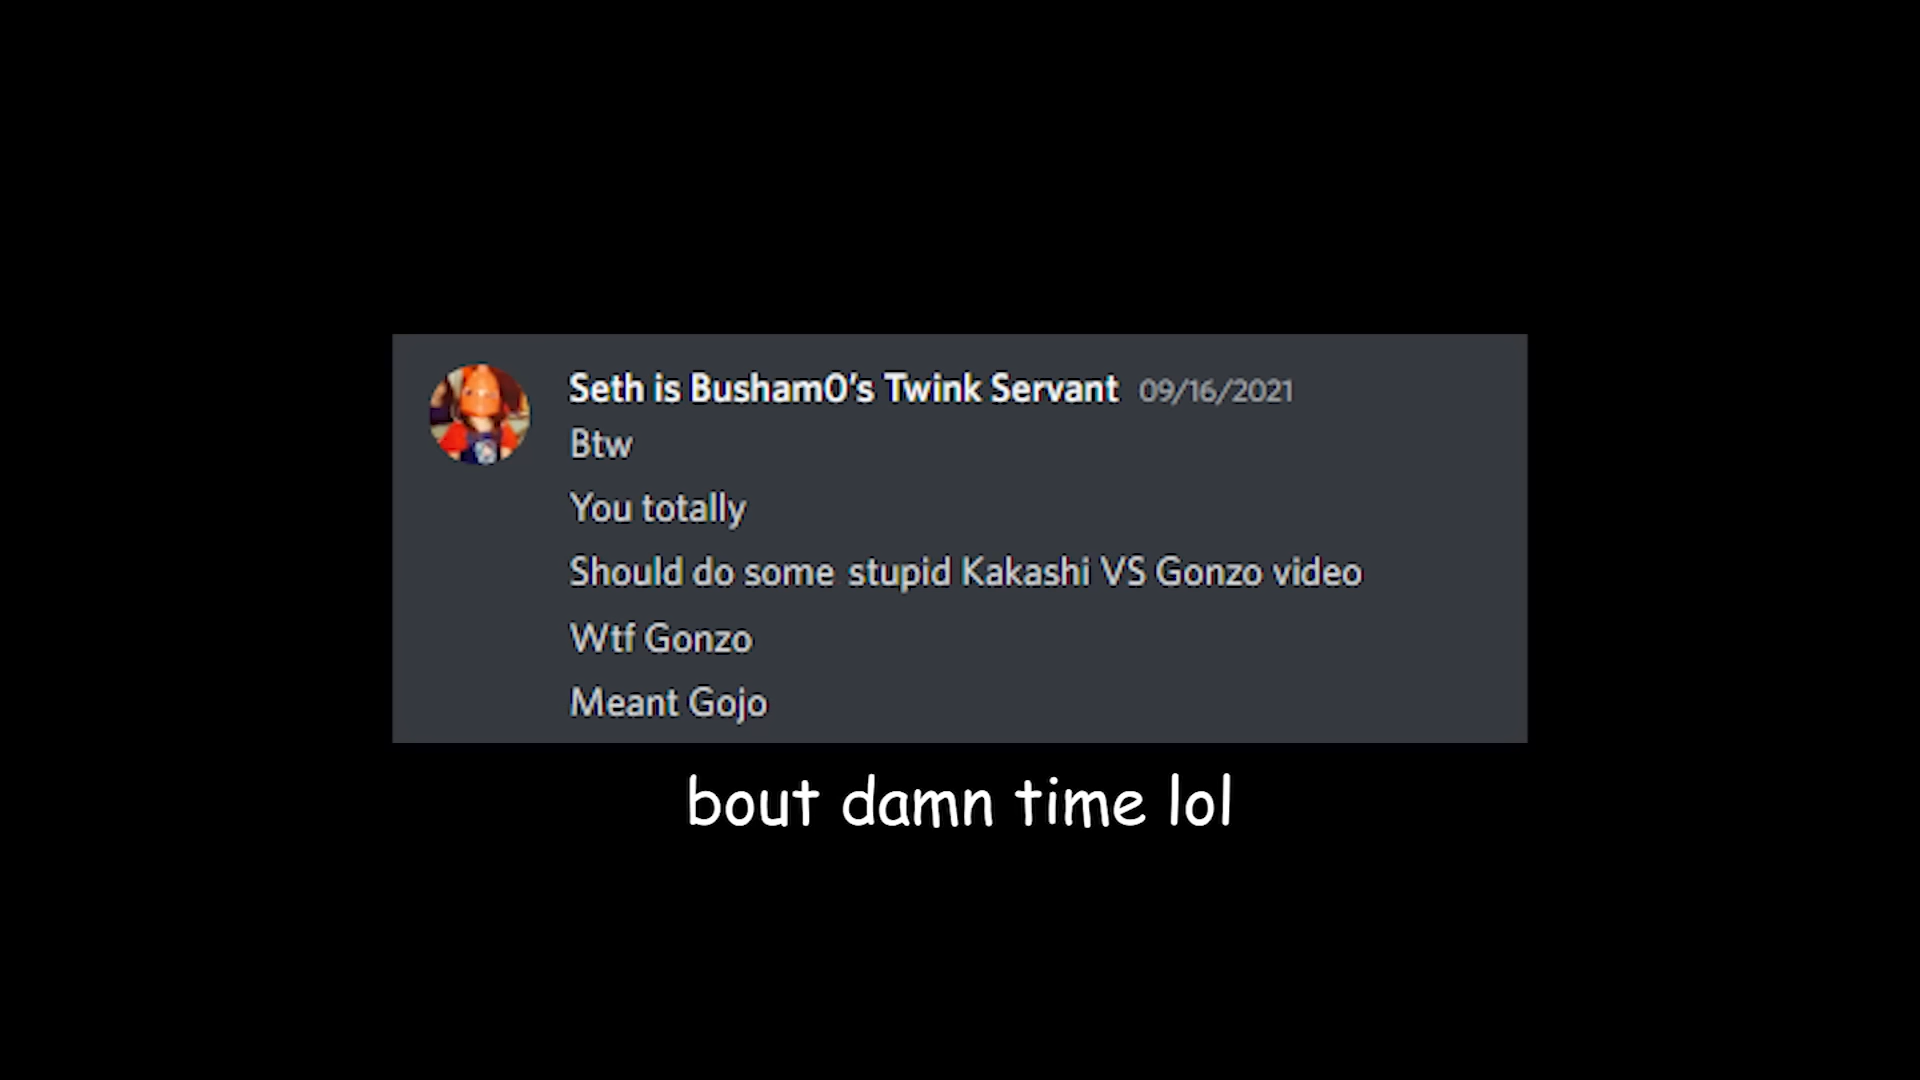 Seth is Busham0's Twink Servant 09/16/2021
Btw
You totally
Should do some stupid Kakashi VS Gonzo video
Wtf Gonzo
Meant Gojo
bout damn time lol